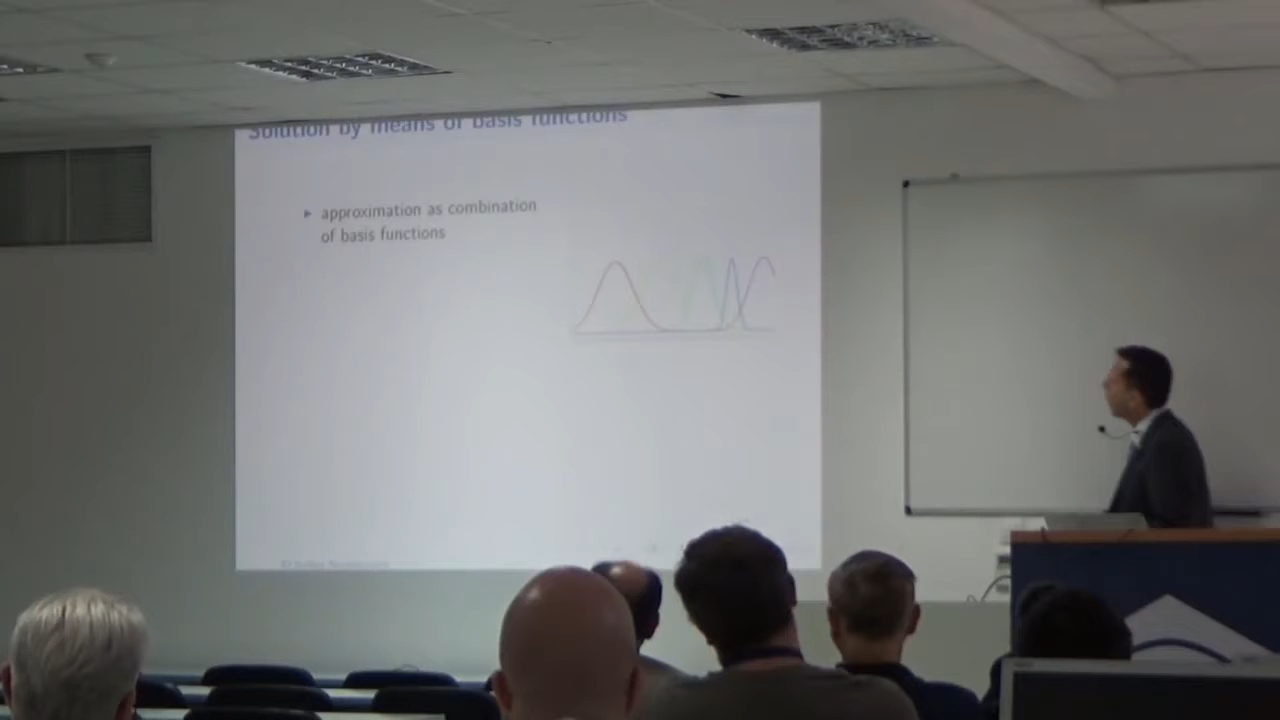 Solution by means of basis functions
approximation as combination
of basis functions